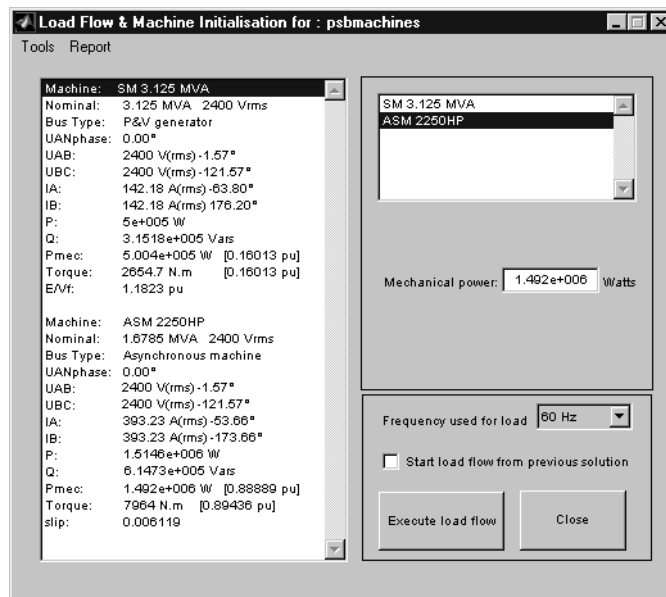 Load Flow & Machine Initialisation for : psbmachines
Tools Report
Machine: SM 3.125 MVA
Nominal: 3.125 MVA 2400 Vrms
Bus Type: P&V generator
UANphase: 0.00°
UAB: 2400 V(rms) -1.57°
UBC: 2400 V(rms) -121.57°
IA: 142.18 A(rms) -63.80°
IB: 142.18 A(rms) 176.20°
P: 5e+005 W
Q: 3.1518e+005 Vars
Pmec: 5.004e+005 W [0.16013 pu]
Torque: 2654.7 N.m [0.16013 pu]
E/Vf: 1.1823 pu
Machine: ASM 2250HP
Nominal: 1.6785 MVA 2400 Vrms
Bus Type: Asynchronous machine
UANphase: 0.00°
UAB: 2400 V(rms) -1.57°
UBC: 2400 V(rms) -121.57°
IA: 393.23 A(rms) -53.66°
IB: 393.23 A(rms) -173.66°
P: 1.5146e+006 W
Q: 6.1473e+005 Vars
Pmec: 1.492e+006 W [0.88889 pu]
Torque: 7964 N.m [0.89436 pu]
slip: 0.006119
SM 3.125 MVA
ASM 2250HP
Mechanical power: 1.492e+006 Watts
Frequency used for load 60 Hz
Start load flow from previous solution
Execute load flow
Close